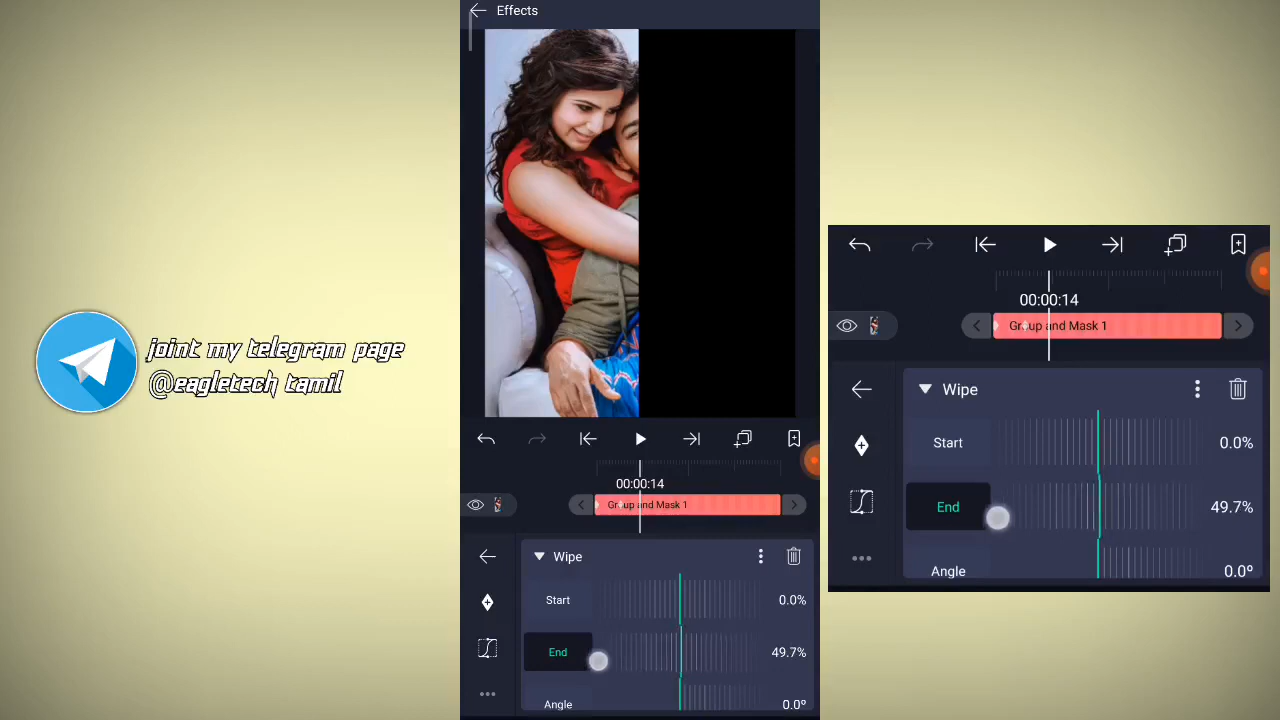 Effects
joint my telegram page
@eagletech tamil
00:00:14
Group and Mask 1
Wipe
Start
0.0%
End
49.7%
Angle
0.0º
00:00:14
Group and Mask 1
Wipe
Start
0.0%
End
49.7%
Angle
0.0º